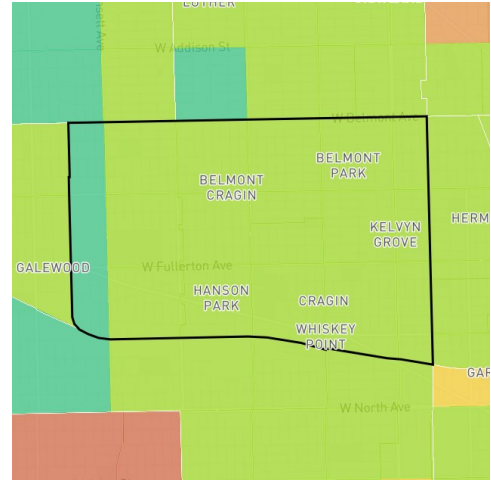 LUTHER
W Addison St
W Belmont Ave
BELMONT
PARK
BELMONT
CRAGIN
KELVYN
GROVE
HERM
GALEWOOD
W Fullerton Ave
HANSON
PARK
CRAGIN
WHISKEY
POINT
GAR
W North Ave